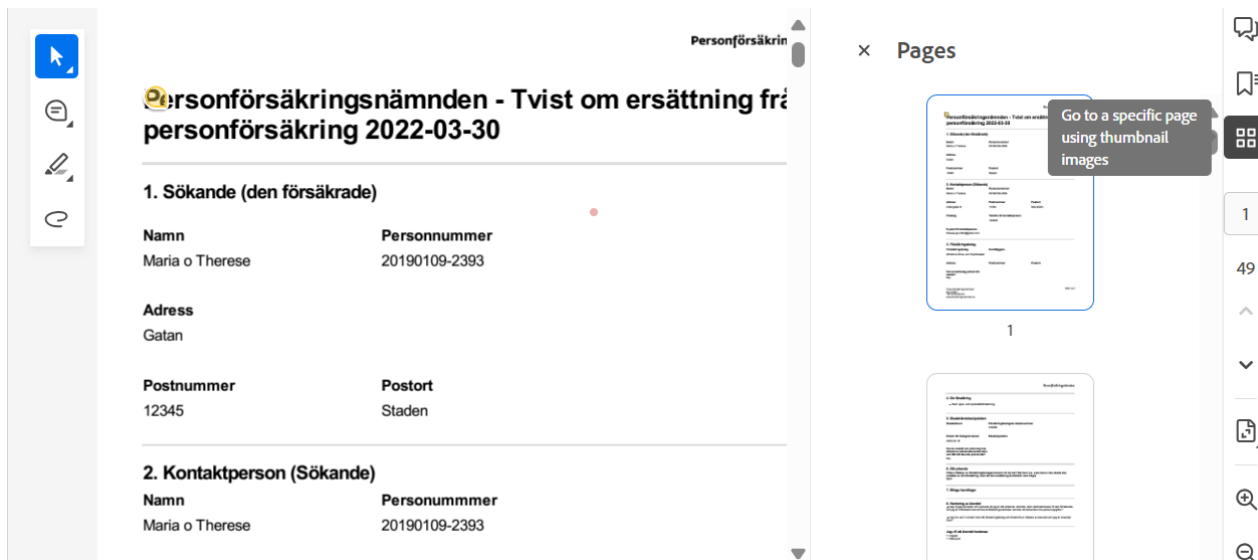 Personförsäkrin
Personförsäkringsnämnden - Tvist om ersättning frå
personförsäkring 2022-03-30
1. Sökande (den försäkrade)
Namn Personnummer
Maria o Therese 20190109-2393
Adress
Gatan
Postnummer Postort
12345 Staden
2. Kontaktperson (Sökande)
Namn Personummmer
Maria o Therese 20190109-2393
Pages
Go to a specific page
using thumbnail
images
1
1
49